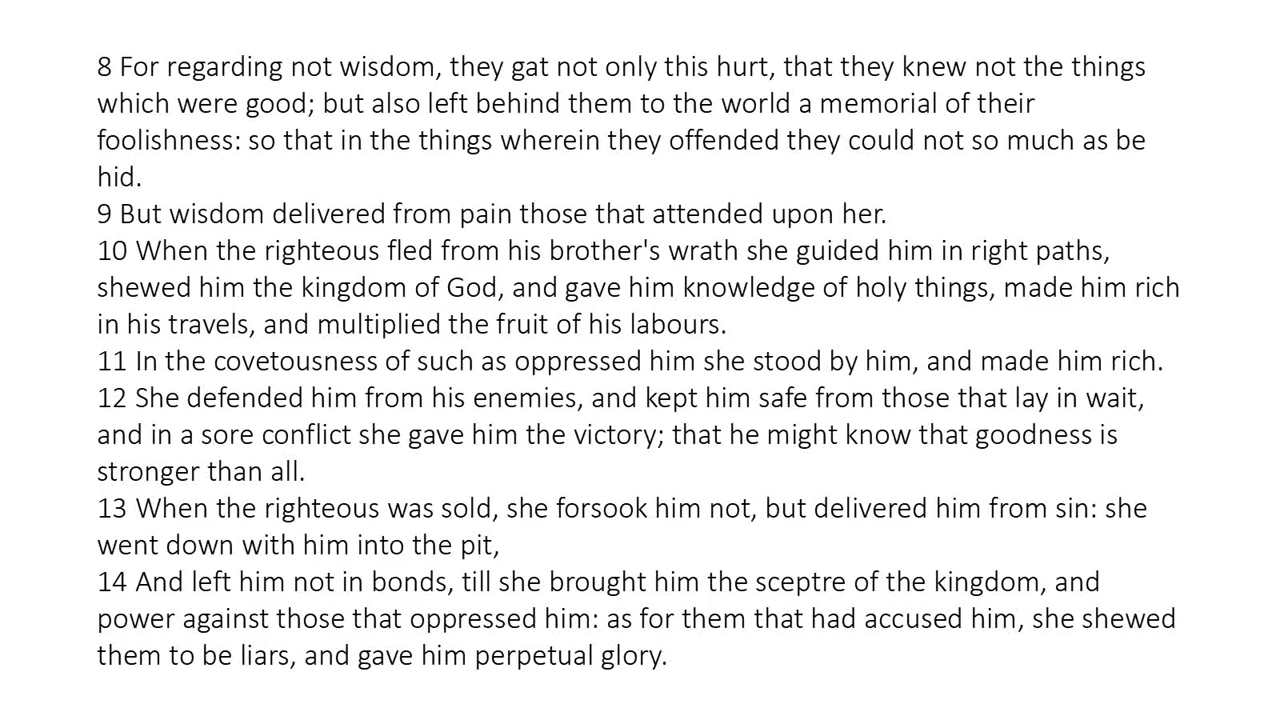 8 For regarding not wisdom, they gat not only this hurt, that they knew not the things
which were good; but also left behind them to the world a memorial of their
foolishness: so that in the things wherein they offended they could not so much as be
hid.
9 But wisdom delivered from pain those that attended upon her.
10 When the righteous fled from his brother's wrath she guided him in right paths,
shewed him the kingdom of God, and gave him knowledge of holy things, made him rich
in his travels, and multiplied the fruit of his labours.
11 In the covetousness of such as oppressed him she stood by him, and made him rich.
12 She defended him from his enemies, and kept him safe from those that lay in wait,
and in a sore conflict she gave him the victory; that he might know that goodness is
stronger than all.
13 When the righteous was sold, she forsook him not, but delivered him from sin: she
went down with him into the pit,
14 And left him not in bonds, till she brought him the sceptre of the kingdom, and
power against those that oppressed him: as for them that had accused him, she shewed
them to be liars, and gave him perpetual glory.